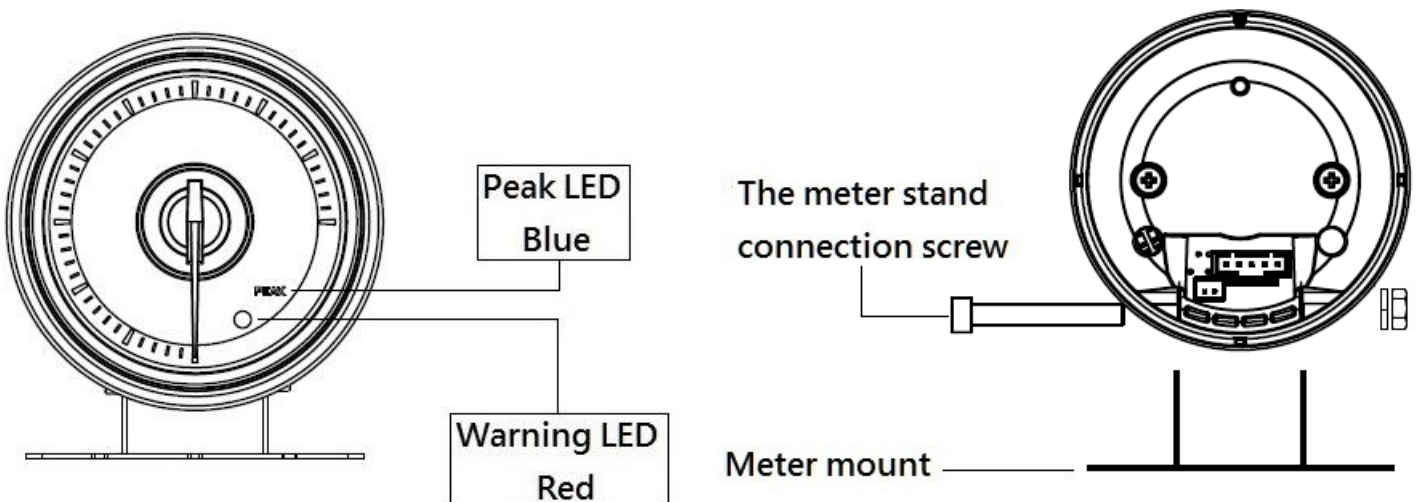 Peak LED
Blue
PEAK
Warning LED
Red
The meter stand
connection screw
Meter mount